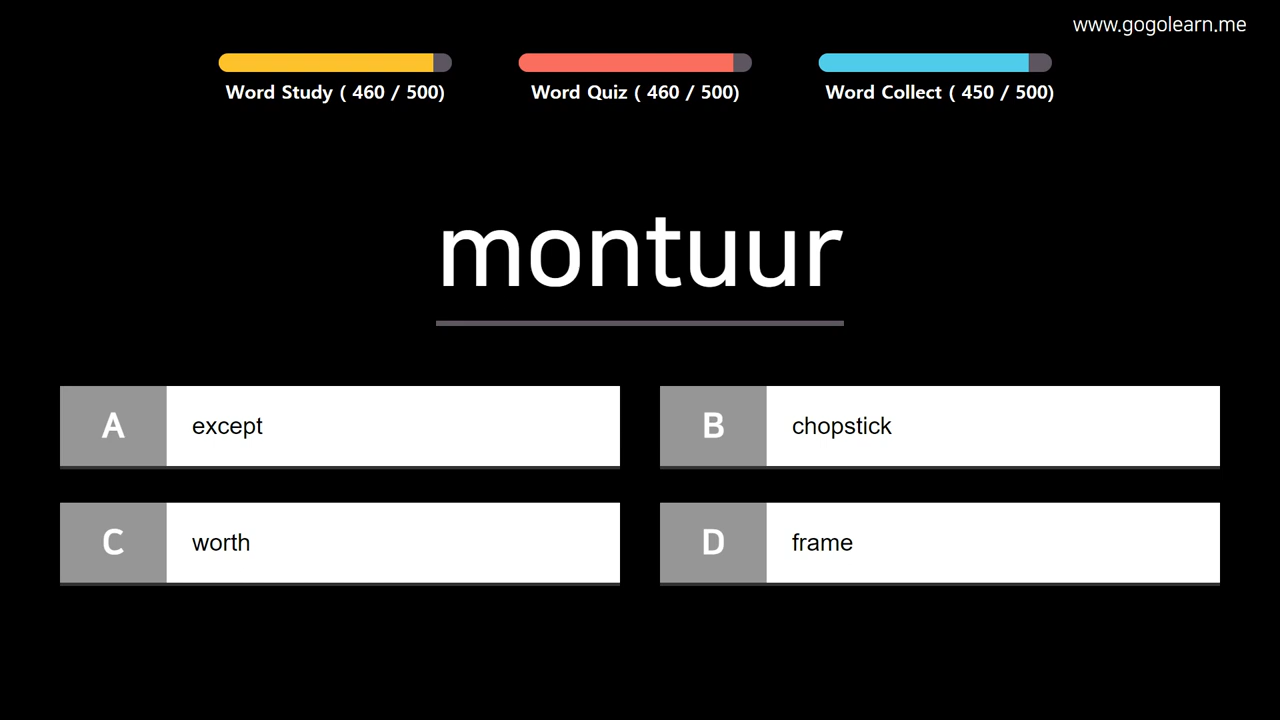 www.gogolearn.me
Word Study ( 460 / 500)
Word Quiz ( 460 / 500)
Word Collect ( 450 / 500)
montuur
A except
B chopstick
C worth
D frame